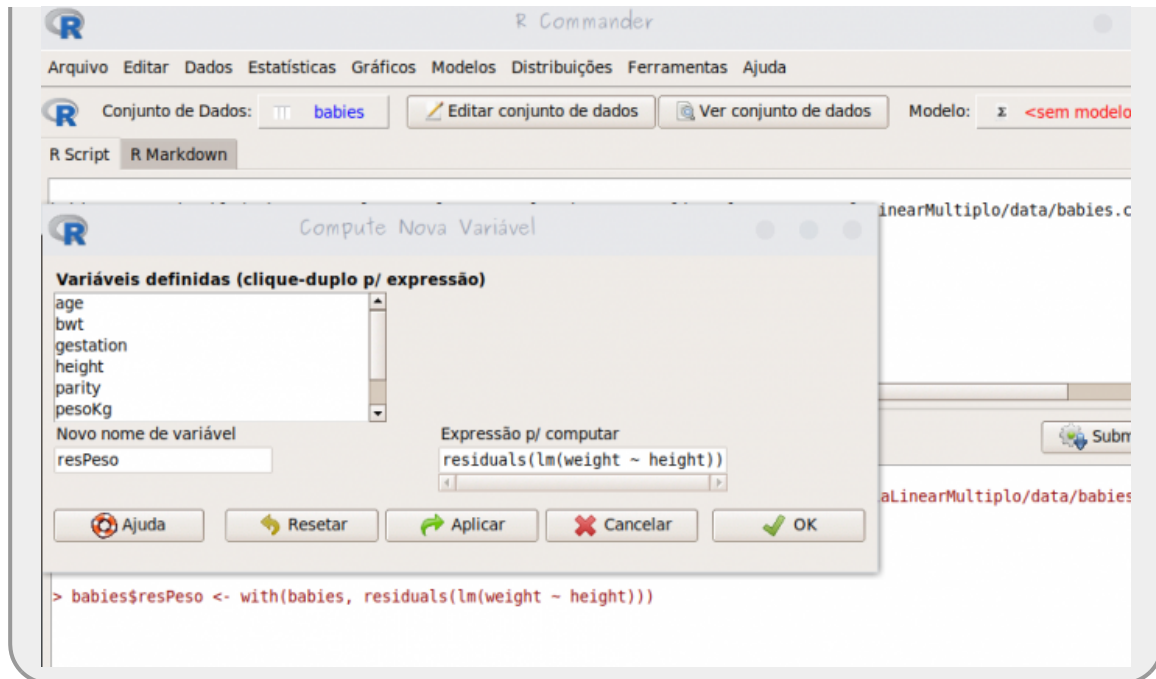 R Commander
Arquivo Editar Dados Estatísticas Gráficos Modelos Distribuições Ferramentas Ajuda
R Conjunto de Dados: babies Editar conjunto de dados Ver conjunto de dados Modelo: Σ <sem modelo
R Script R Markdown
inearMultiplo/data/babies.c
Compute Nova Variável
Variáveis definidas (clique-duplo p/ expressão)
age
bwt
gestation
height
parity
pesoKg
Novo nome de variável Expressão p/ computar
resPeso residuals(lm(weight ~ height))
Subm
aLinearMultiplo/data/babies
Ajuda Resetar Aplicar Cancelar OK
> babies$resPeso <- with(babies, residuals(lm(weight ~ height)))